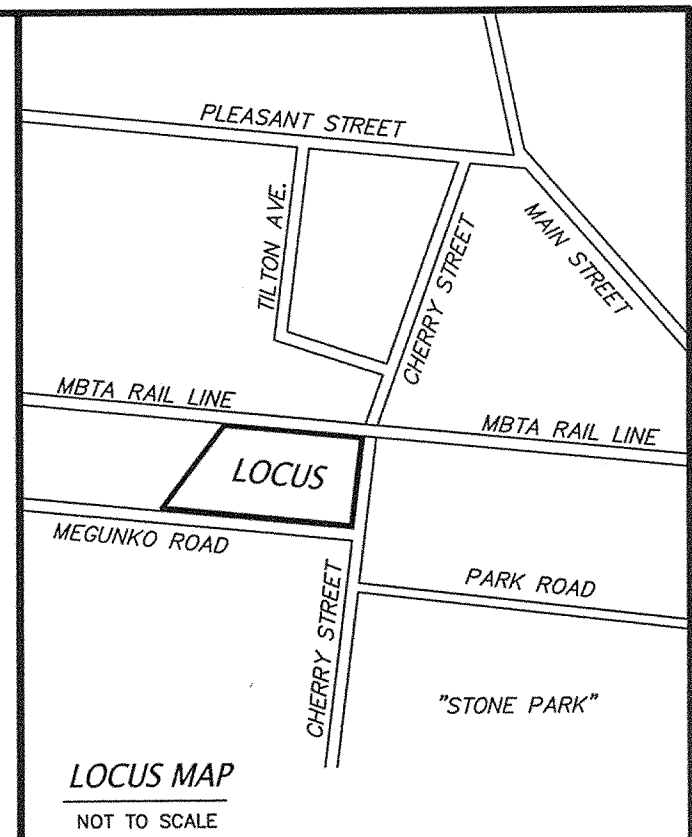 PLEASANT STREET
TILTON AVE.
CHERRY STREET
MAIN STREET
MBTA RAIL LINE
MBTA RAIL LINE
LOCUS
MEGUNKO ROAD
PARK ROAD
CHERRY STREET
"STONE PARK"
LOCUS MAP
NOT TO SCALE